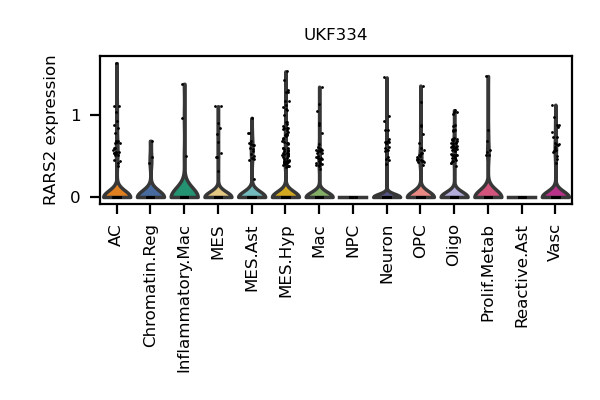 UKF334
RARS2 expression
1
0
AC
Chromatin.Reg
Inflammatory.Mac
MES
MES.Ast
MES.Hyp
Mac
NPC
Neuron
OPC
Oligo
Prolif.Metab
Reactive.Ast
Vasc